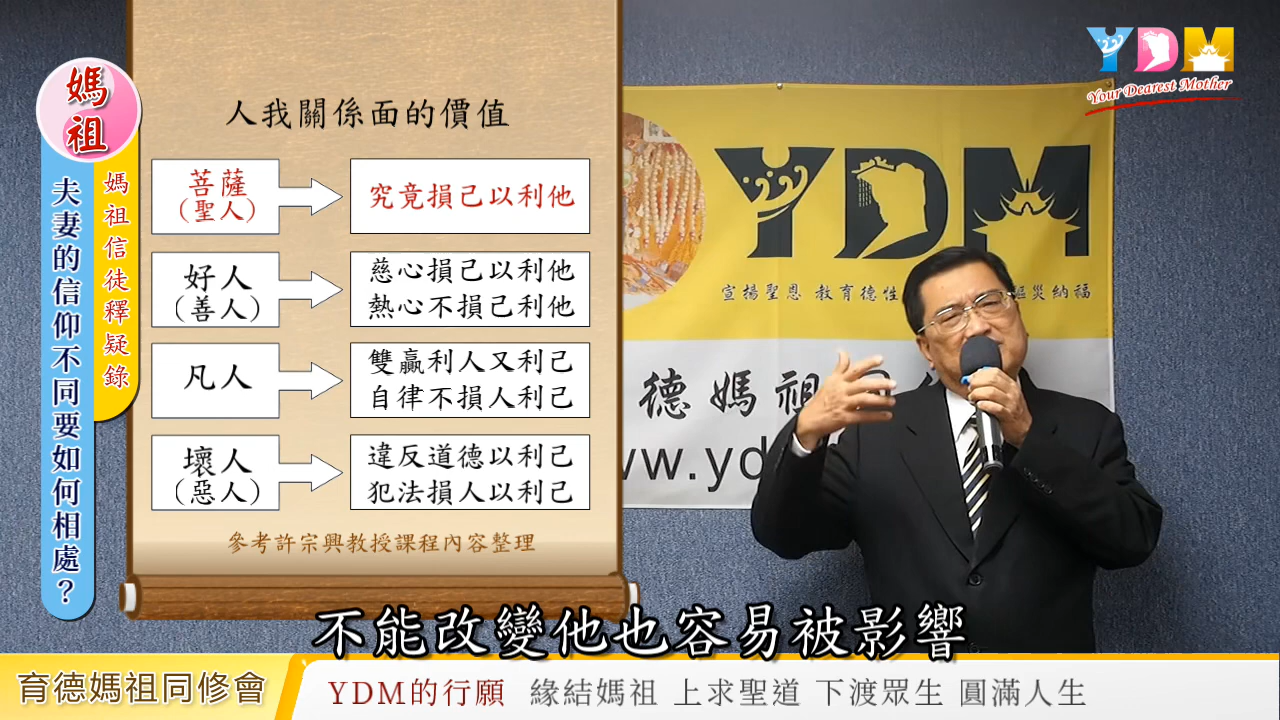 媽祖
媽祖信徒釋疑錄
夫妻的信仰不同要如何相處？
人我關係面的價值
菩薩
(聖人)
究竟損己以利他
好人
(善人)
慈心損己以利他
熱心不損己利他
凡人
雙贏利人又利己
自律不損人利己
壞人
(惡人)
違反道德以利己
犯法損人以利己
參考許宗興教授課程內容整理
YDM
Your Dearest Mother
YDM
宣揚聖恩 教育德性
驅災納福
德媽祖
ww.yd
不能改變他也容易被影響
育德媽祖同修會
YDM的行願 緣結媽祖 上求聖道 下渡眾生 圓滿人生